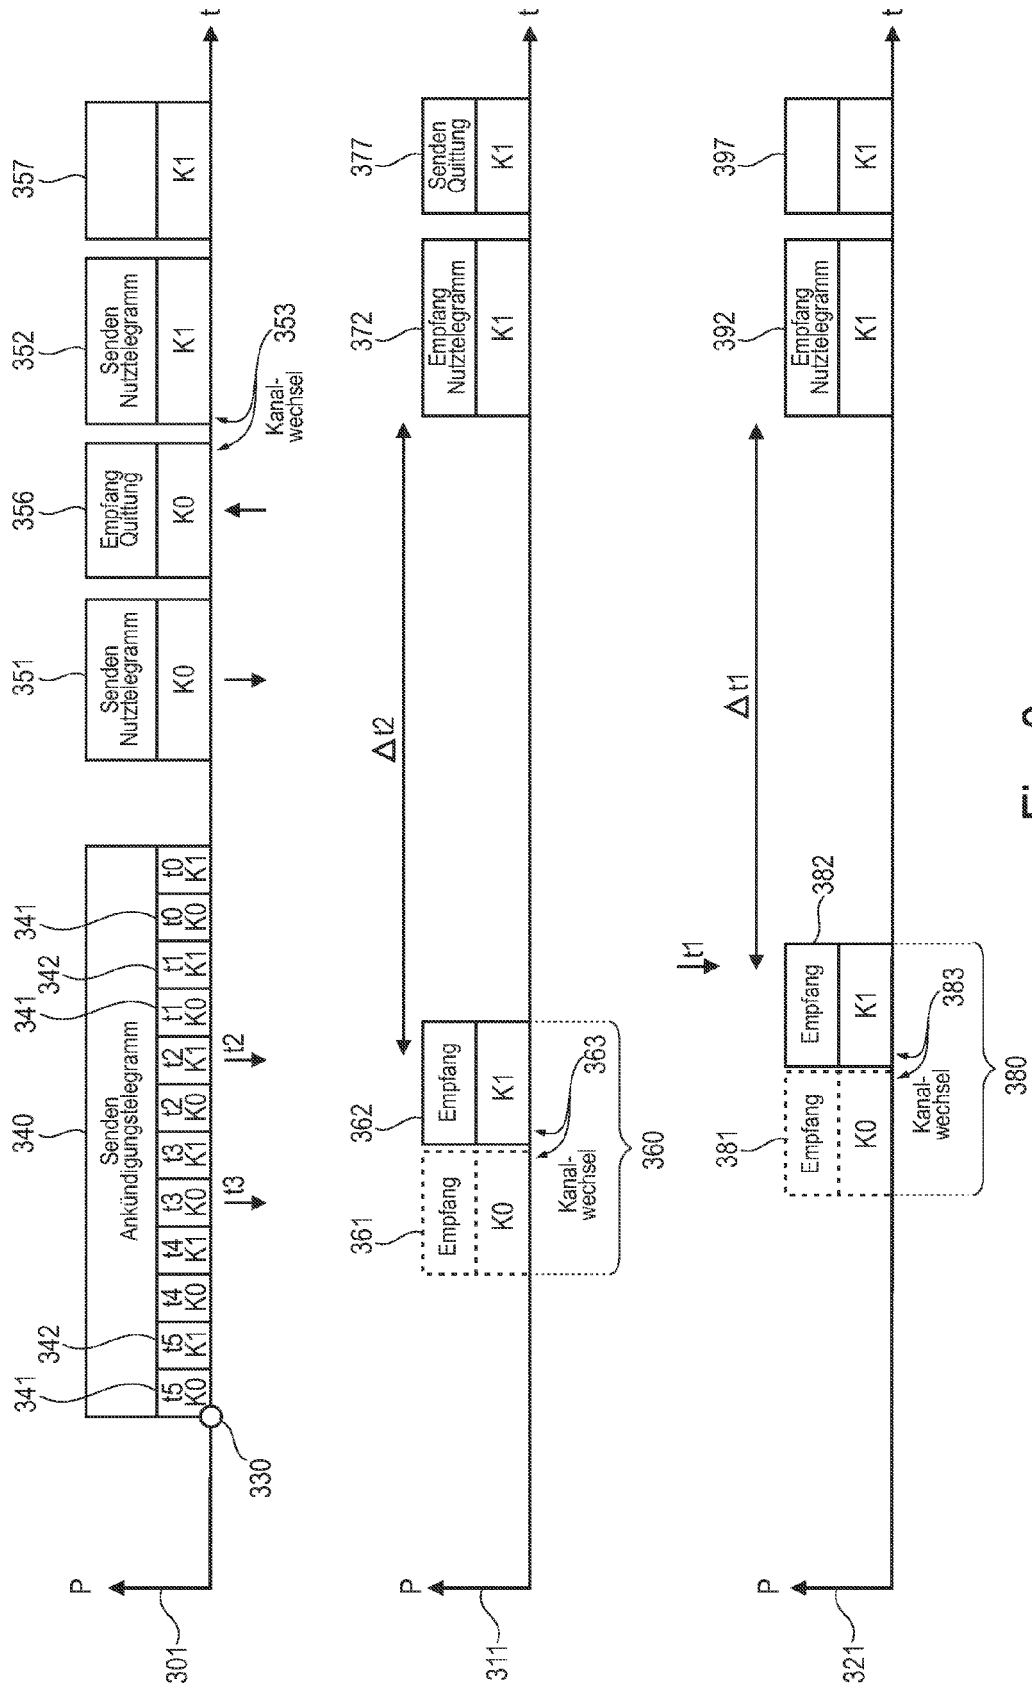 340
341
342
341
342
341
351
356
352
357
Senden
Ankündigungstelegramm
t5
K0
t5
K1
t4
K0
t4
K1
t3
K0
t3
K1
t2
K0
t2
K1
t1
K0
t1
K1
t0
K0
t0
K1
Senden
Nutztelegramm
K0
Empfang
Quittung
K0
Senden
Nutztelegramm
K1
K1
P
301
330
t3
t2
Kanal-
wechsel
353
t
361
362
372
377
Empfang
K0
Empfang
K1
Δt2
Empfang
Nutztelegramm
K1
Senden
Quittung
K1
P
311
Kanal-
wechsel
363
360
t
381
t1
382
392
397
Empfang
K0
Empfang
K1
Δt1
Empfang
Nutztelegramm
K1
K1
P
321
Kanal-
wechsel
383
380
t